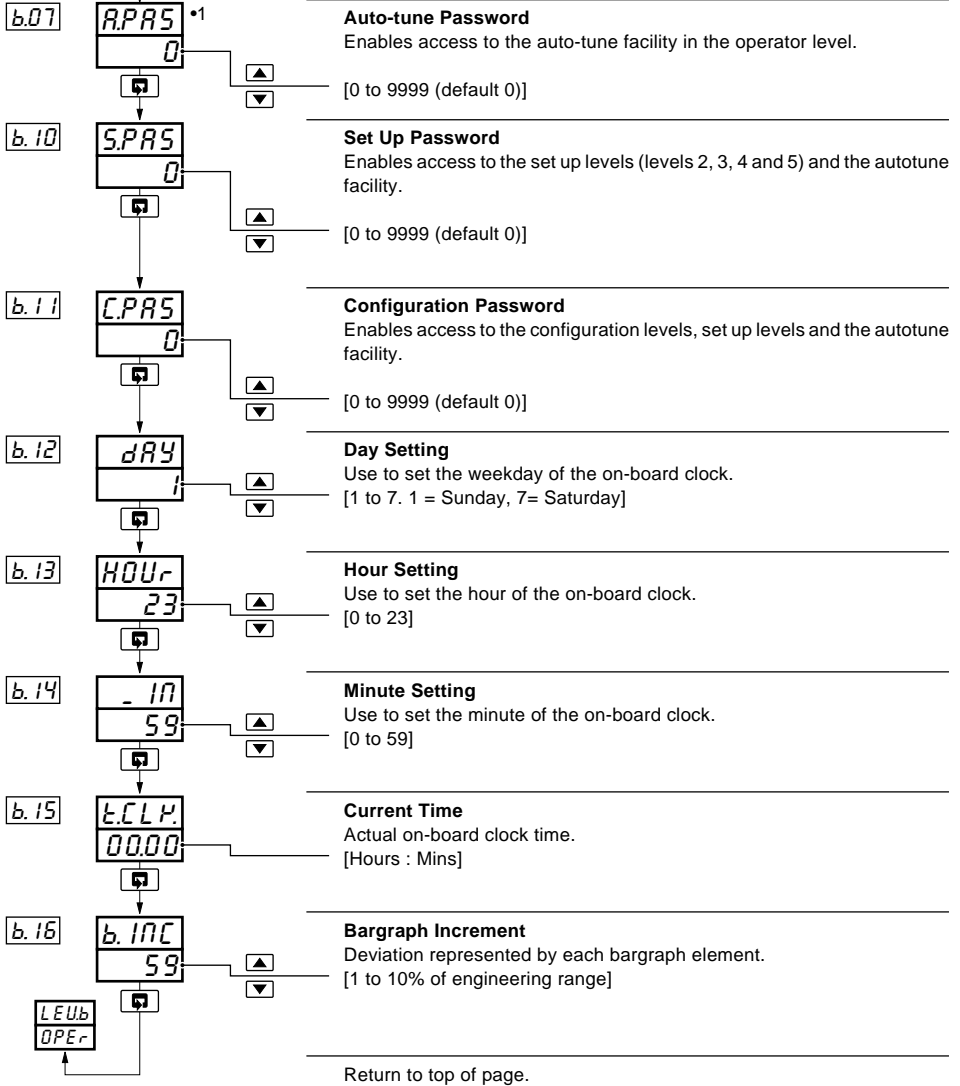 b.07
A.PAS •1
0
Auto-tune Password
Enables access to the auto-tune facility in the operator level.
[0 to 9999 (default 0)]
b.10
S.PAS
0
Set Up Password
Enables access to the set up levels (levels 2, 3, 4 and 5) and the autotune
facility.
[0 to 9999 (default 0)]
b.11
C.PAS
0
Configuration Password
Enables access to the configuration levels, set up levels and the autotune
facility.
[0 to 9999 (default 0)]
b.12
dAY
1
Day Setting
Use to set the weekday of the on-board clock.
[1 to 7. 1 = Sunday, 7= Saturday]
b.13
HOUr
23
Hour Setting
Use to set the hour of the on-board clock.
[0 to 23]
b.14
_ IN
59
Minute Setting
Use to set the minute of the on-board clock.
[0 to 59]
b.15
t.CLK.
00.00
Current Time
Actual on-board clock time.
[Hours : Mins]
b.16
b.INC
59
Bargraph Increment
Deviation represented by each bargraph element.
[1 to 10% of engineering range]
LEV.b
OPEr
Return to top of page.